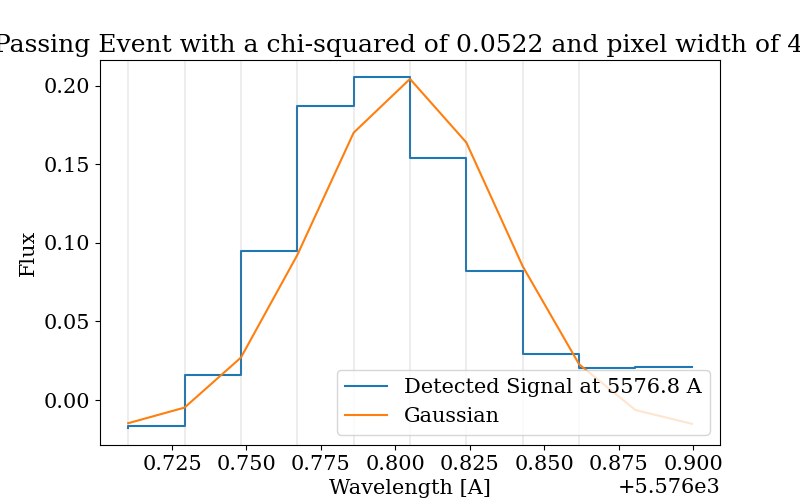 Passing Event with a chi-squared of 0.0522 and pixel width of 4
0.20
0.15
0.10
0.05
0.00
Flux
Detected Signal at 5576.8 A
Gaussian
0.725 0.750 0.775 0.800 0.825 0.850 0.875 0.900
Wavelength [A]
+5.576e3